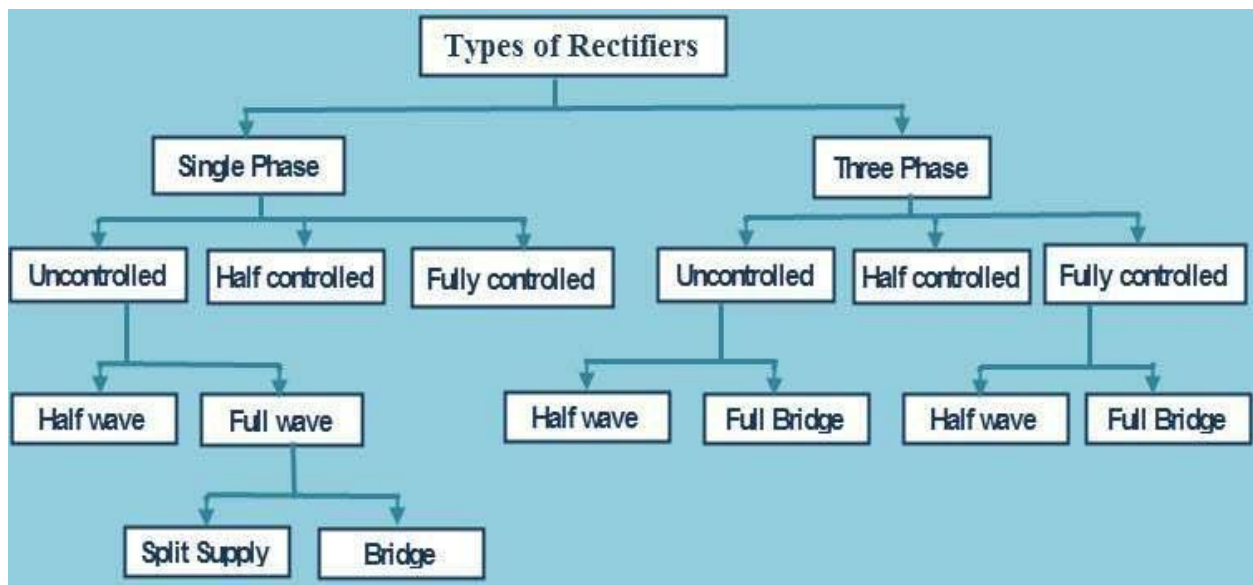 Types of Rectifiers
Single Phase
Three Phase
Uncontrolled
Half controlled
Fully controlled
Uncontrolled
Half controlled
Fully controlled
Half wave
Full wave
Half wave
Full Bridge
Half wave
Full Bridge
Split Supply
Bridge